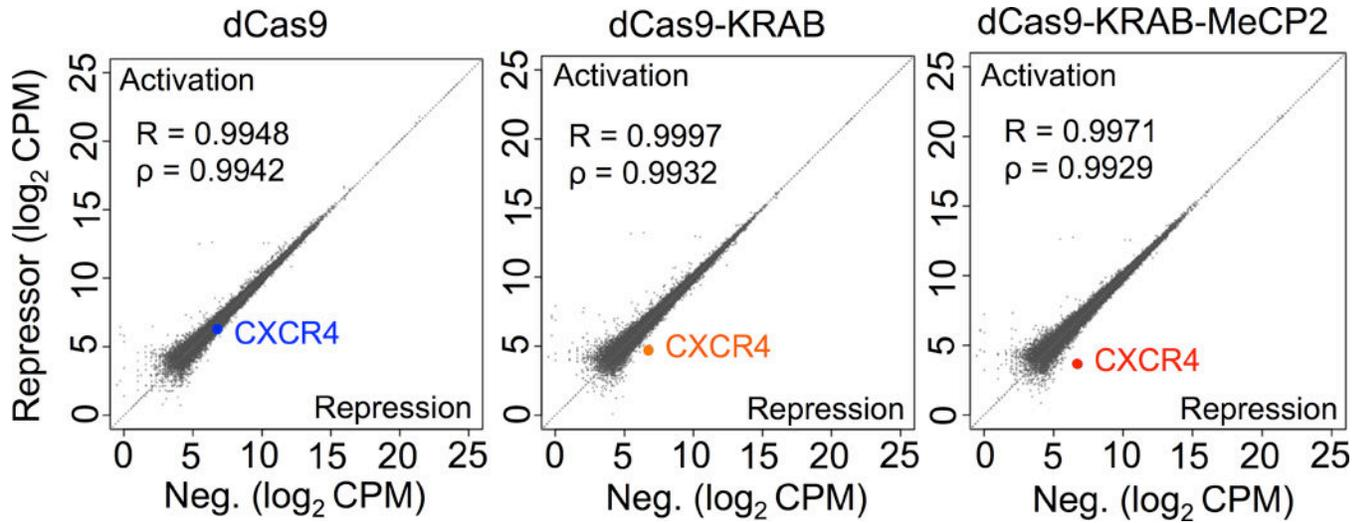 dCas9
dCas9-KRAB
dCas9-KRAB-MeCP2
Repressor (log₂ CPM)
25
20
15
10
5
0
Activation
R = 0.9948
ρ = 0.9942
CXCR4
Repression
0 5 10 15 20 25
Neg. (log₂ CPM)
25
20
15
10
5
0
Activation
R = 0.9997
ρ = 0.9932
CXCR4
Repression
0 5 10 15 20 25
Neg. (log₂ CPM)
25
20
15
10
5
0
Activation
R = 0.9971
ρ = 0.9929
CXCR4
Repression
0 5 10 15 20 25
Neg. (log₂ CPM)